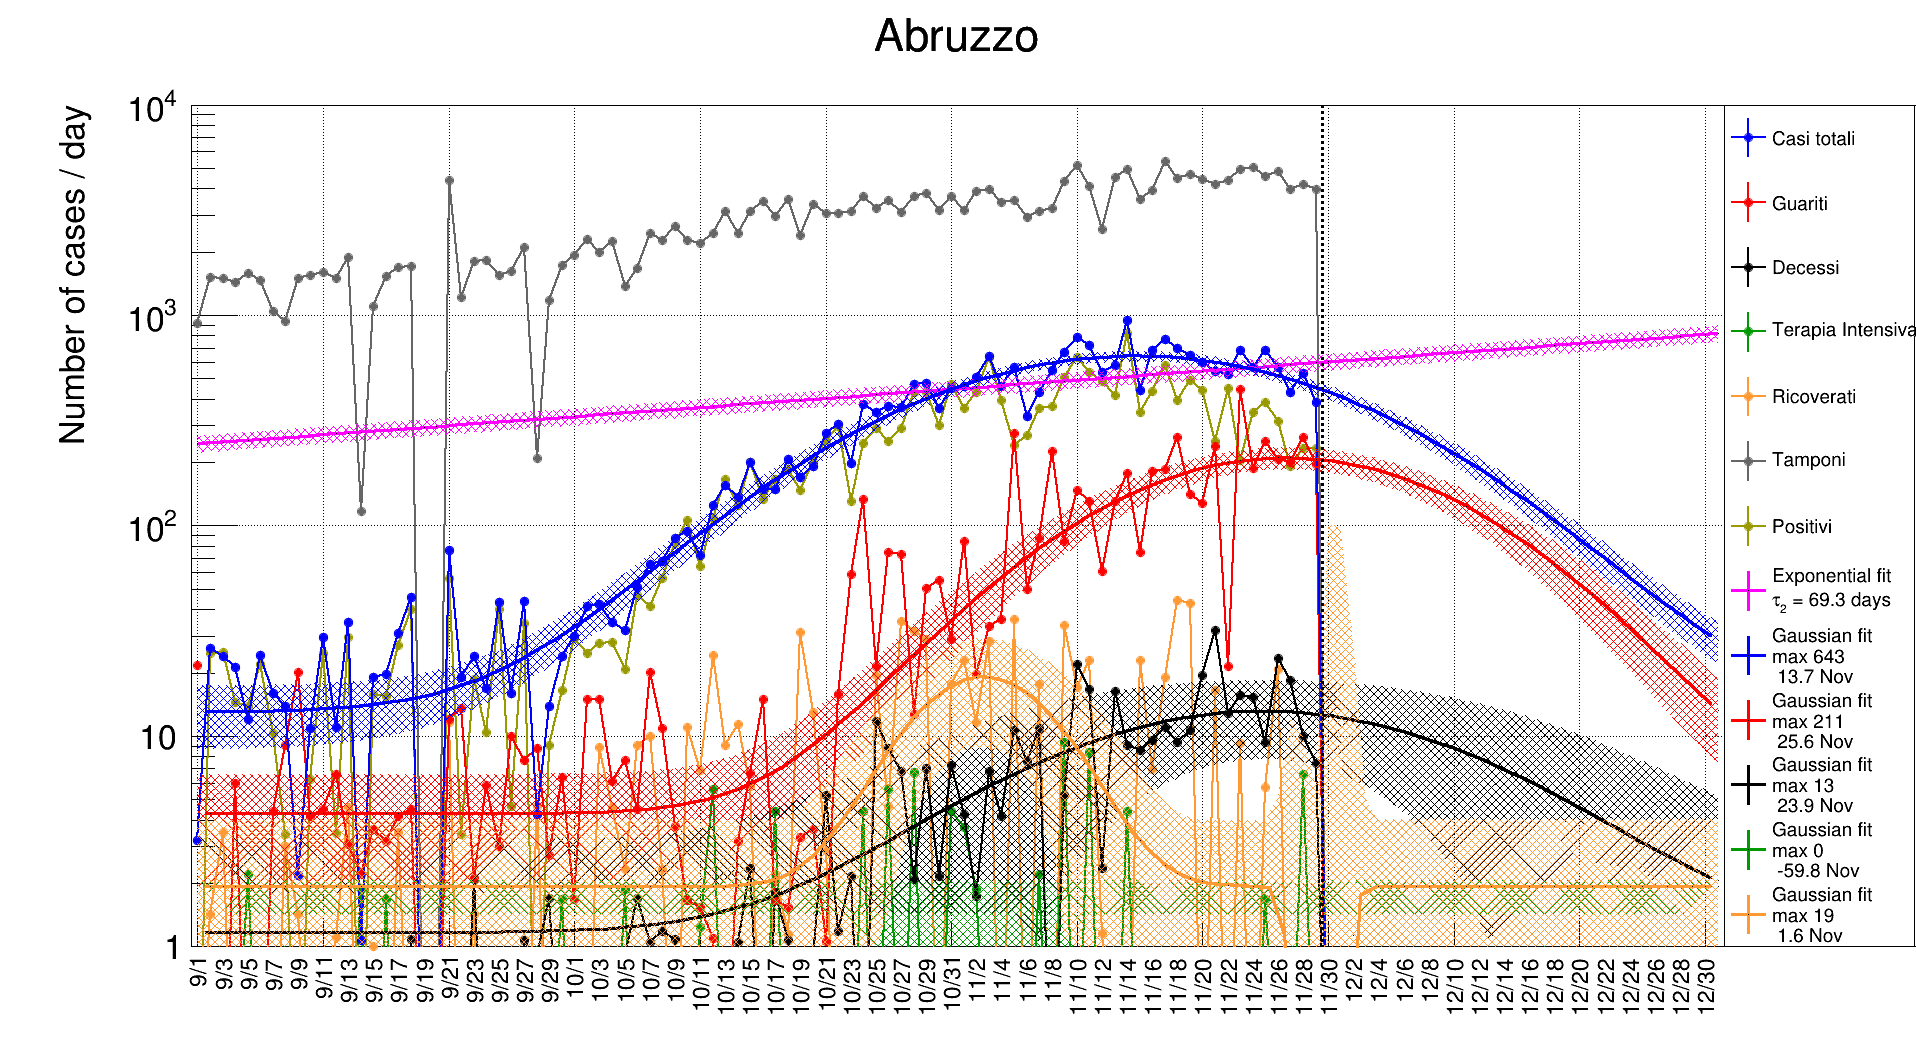 Abruzzo
Number of cases / day
10⁴
10³
10²
10
1
9/1 9/3 9/5 9/7 9/9 9/11 9/13 9/15 9/17 9/19 9/21 9/23 9/25 9/27 9/29 10/1 10/3 10/5 10/7 10/9 10/11 10/13 10/15 10/17 10/19 10/21 10/23 10/25 10/27 10/29 10/31 11/2 11/4 11/6 11/8 11/10 11/12 11/14 11/16 11/18 11/20 11/22 11/24 11/26 11/28 11/30 12/2 12/4 12/6 12/8 12/10 12/12 12/14 12/16 12/18 12/20 12/22 12/24 12/26 12/28 12/30
Casi totali
Guariti
Decessi
Terapia Intensiva
Ricoverati
Tamponi
Positivi
Exponential fit
τ₂ = 69.3 days
Gaussian fit
max 643
13.7 Nov
Gaussian fit
max 211
25.6 Nov
Gaussian fit
max 13
23.9 Nov
Gaussian fit
max 0
-59.8 Nov
Gaussian fit
max 19
1.6 Nov